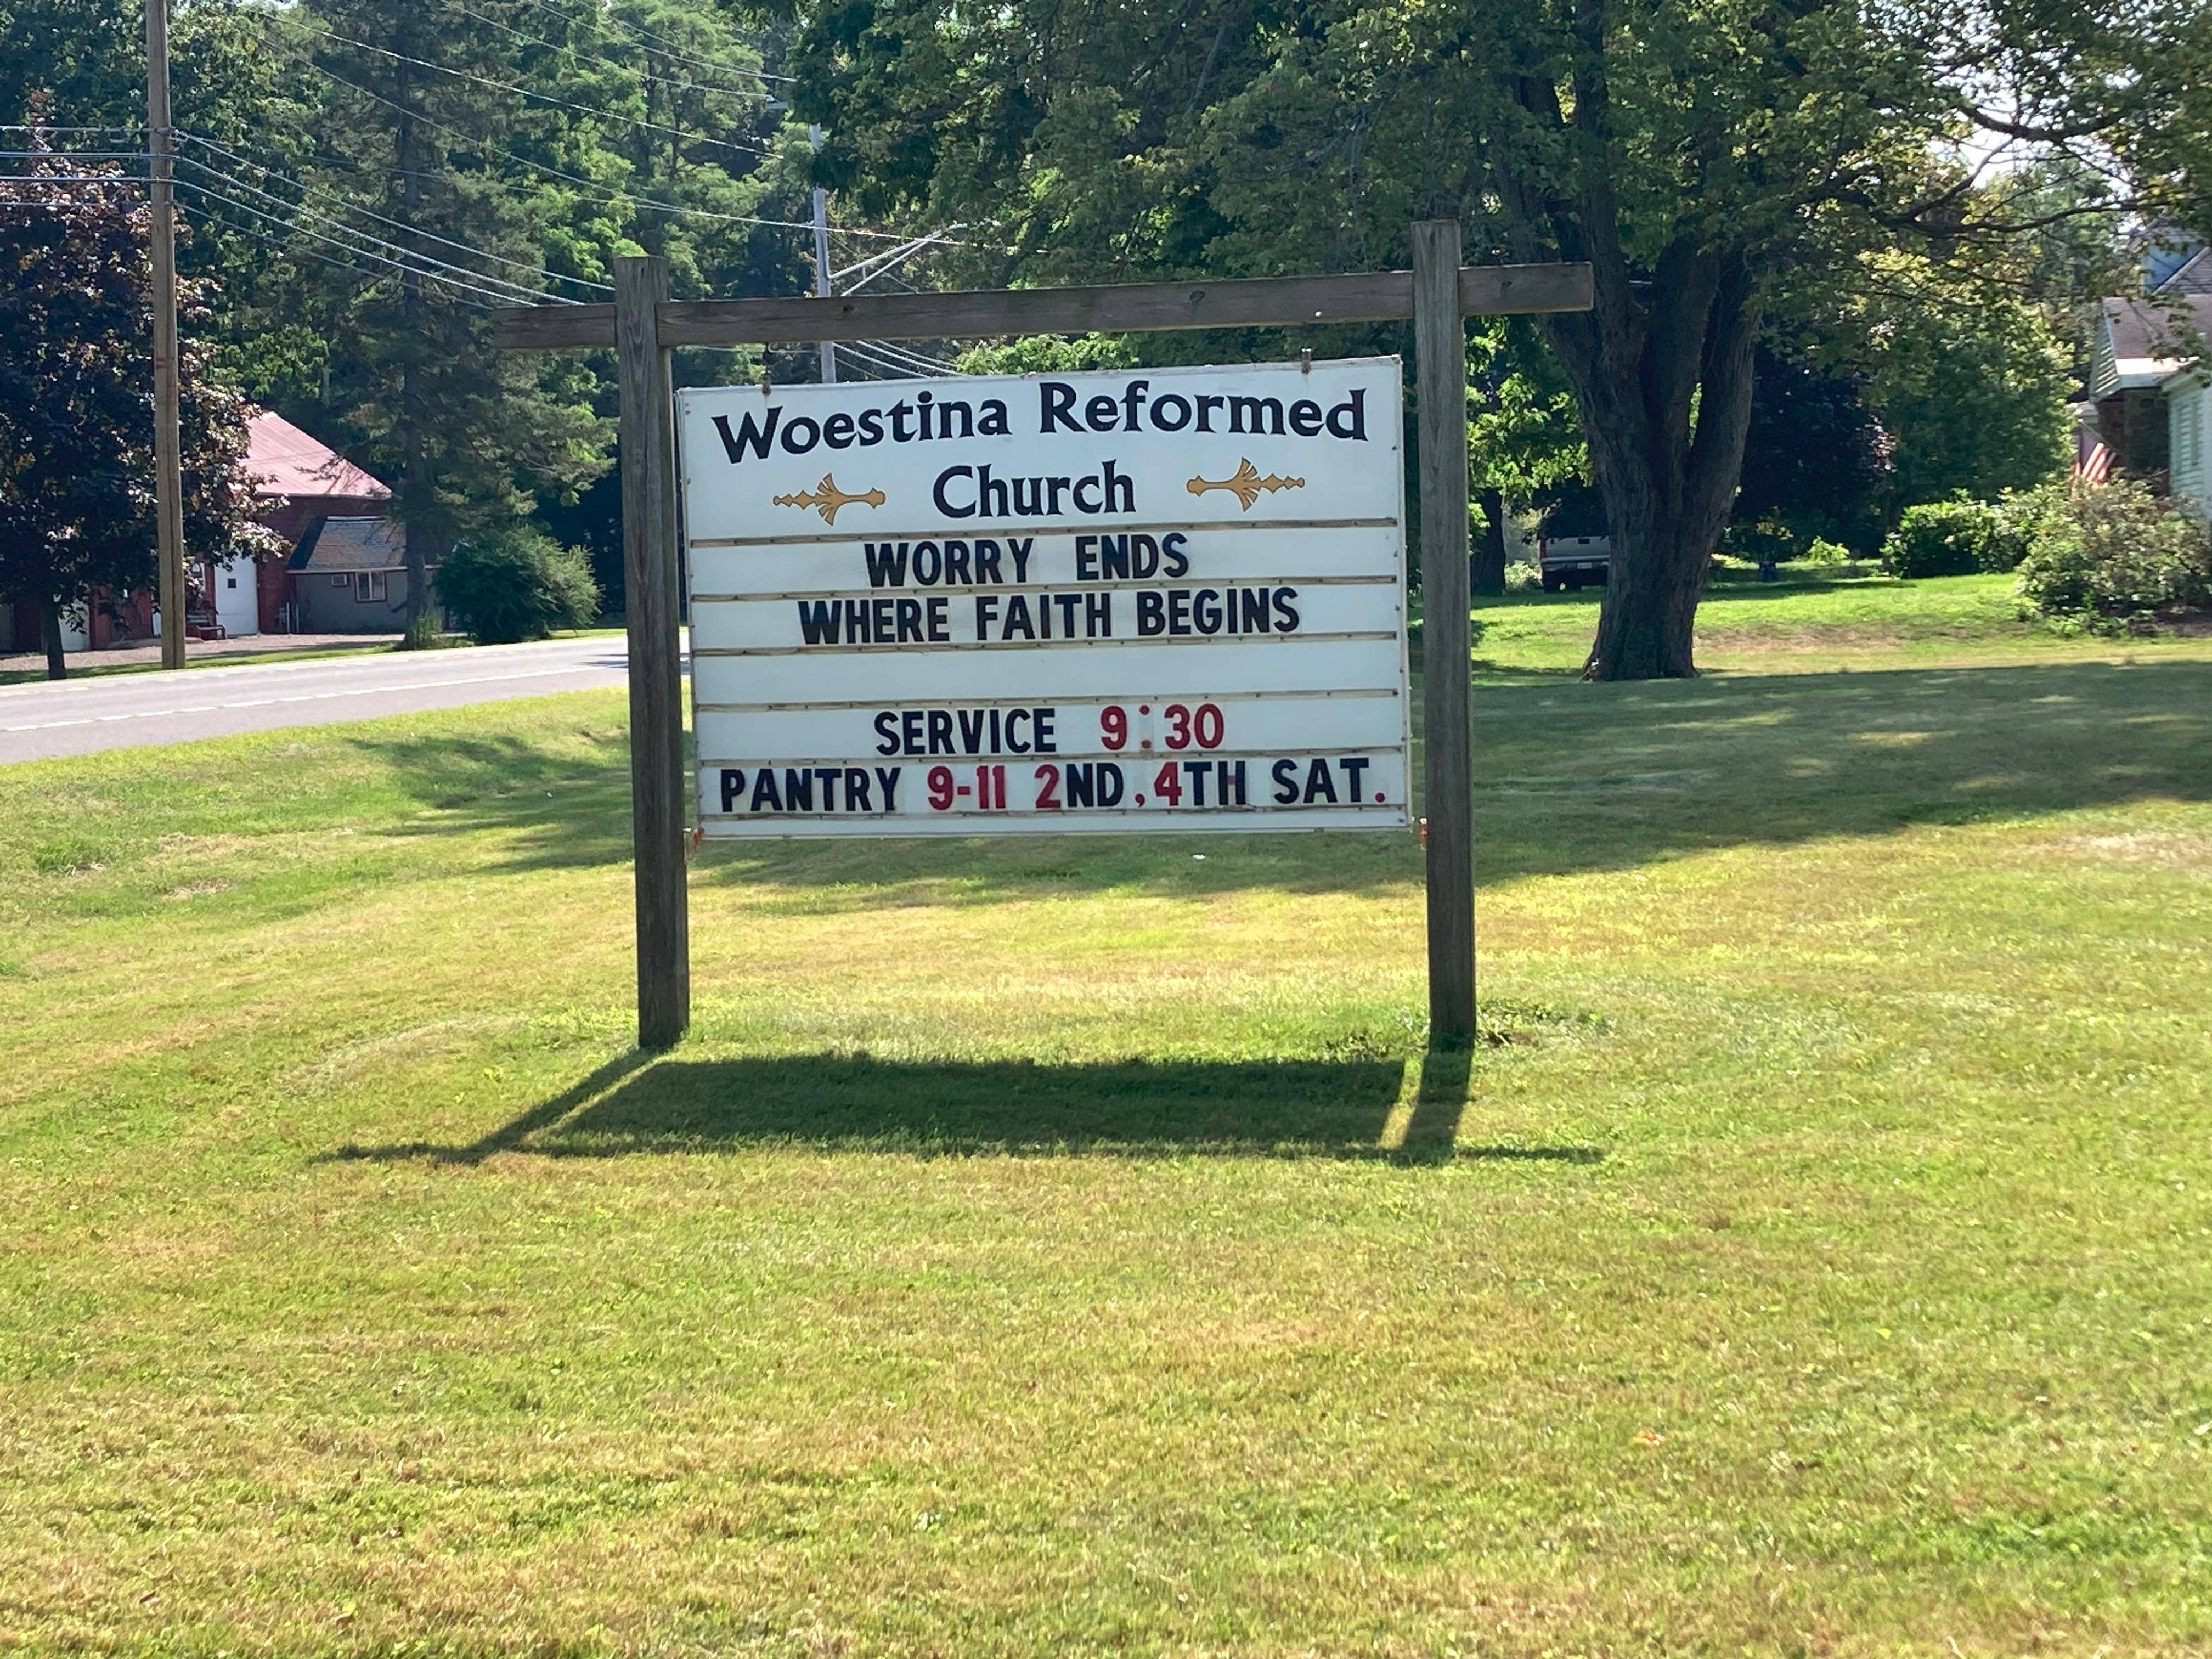 Woestina Reformed
Church
WORRY ENDS
WHERE FAITH BEGINS
SERVICE 9:30
PANTRY 9-11 2ND, 4TH SAT.